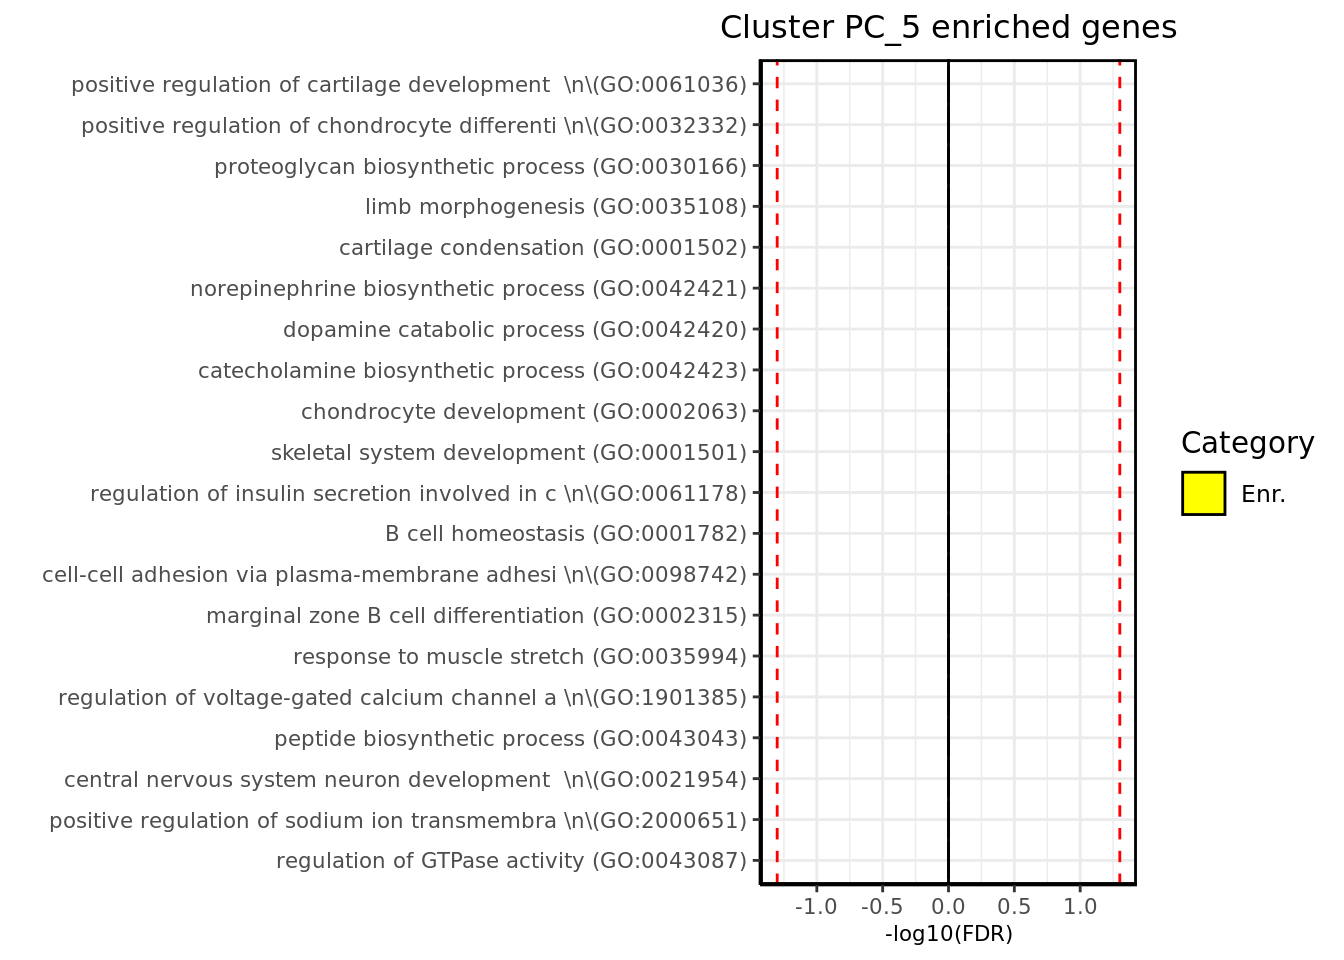 Cluster PC_5 enriched genes
positive regulation of cartilage development  \n\(GO:0061036)
positive regulation of chondrocyte differenti \n\(GO:0032332)
proteoglycan biosynthetic process (GO:0030166)
limb morphogenesis (GO:0035108)
cartilage condensation (GO:0001502)
norepinephrine biosynthetic process (GO:0042421)
dopamine catabolic process (GO:0042420)
catecholamine biosynthetic process (GO:0042423)
chondrocyte development (GO:0002063)
skeletal system development (GO:0001501)
regulation of insulin secretion involved in c \n\(GO:0061178)
B cell homeostasis (GO:0001782)
cell-cell adhesion via plasma-membrane adhesi \n\(GO:0098742)
marginal zone B cell differentiation (GO:0002315)
response to muscle stretch (GO:0035994)
regulation of voltage-gated calcium channel a \n\(GO:1901385)
peptide biosynthetic process (GO:0043043)
central nervous system neuron development  \n\(GO:0021954)
positive regulation of sodium ion transmembra \n\(GO:2000651)
regulation of GTPase activity (GO:0043087)
-1.0 -0.5 0.0 0.5 1.0
-log10(FDR)
Category
Enr.